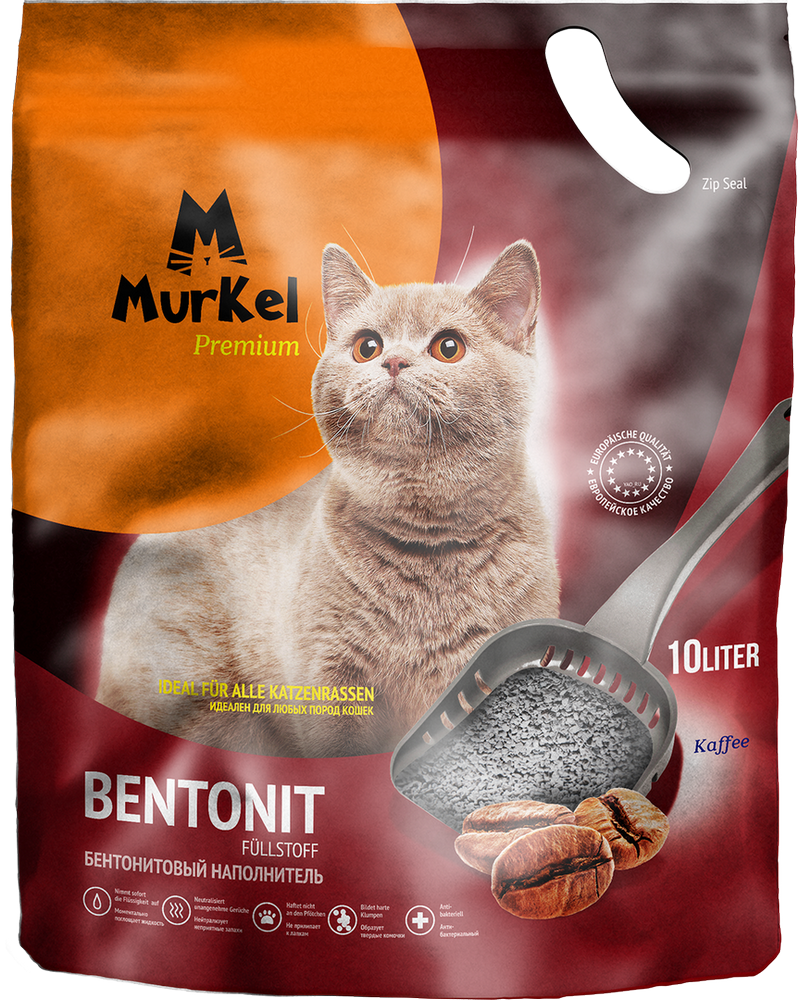 Zip Seal
MurKel
Premium
EUROPÄISCHE QUALITÄT
YAD_RU
ЕВРОПЕЙСКОЕ КАЧЕСТВО
10LITER
IDEAL FÜR ALLE KATZENRASSEN
ИДЕАЛЕН ДЛЯ ЛЮБЫХ ПОРОД КОШЕК
Kaffee
BENTONIT
FÜLLSTOFF
БЕНТОНИТОВЫЙ НАПОЛНИТЕЛЬ
Nimmt sofort
die Flüssigkeit auf
Моментально
поглощает жидкость
Neutralisiert
unangenehme Gerüche
Нейтрализует
неприятные запахи
Haftet nicht
an den Pfötchen
Не прилипает
к лапкам
Bildet harte
Klumpen
Образует
твердые комочки
Anti-
bakteriell
Анти-
бактериальный